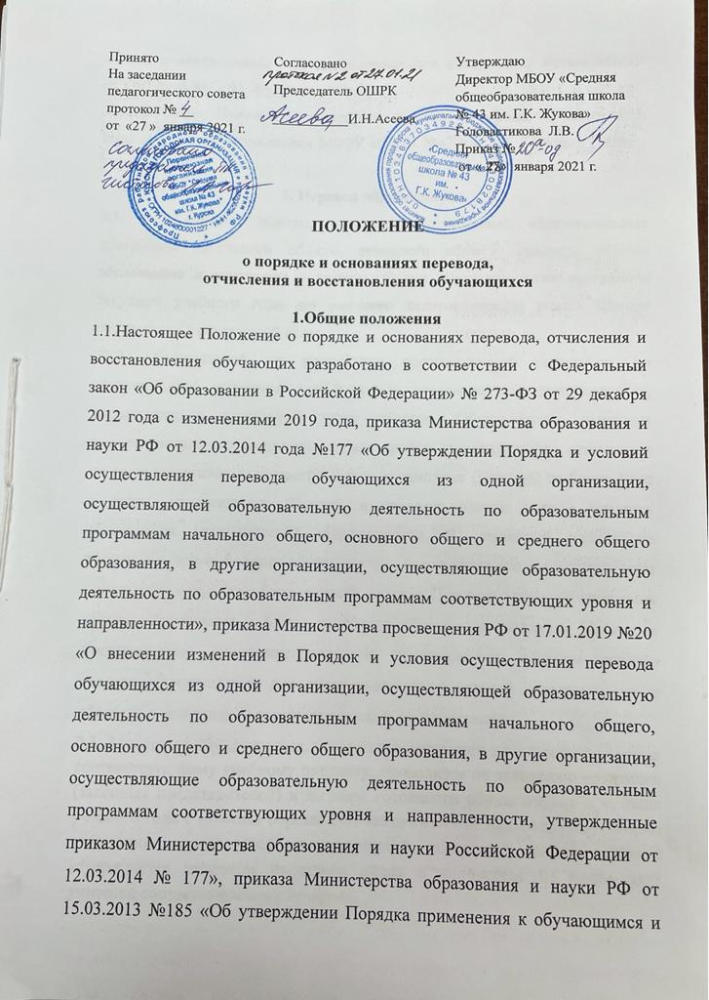 Принято
На заседании
педагогического совета
протокол № 4
от «27 » января 2021 г.
Согласовано
протокол №2 от 27.01.21
Председатель ОШРК
Асеева И.Н.Асеева
Утверждаю
Директор МБОУ «Средняя
общеобразовательная школа
№ 43 им. Г.К. Жукова»
Головастикова Л.В.
Приказ № 20а-од
от «27» января 2021 г.
«Средняя
общеобразовательная
школа № 43
им.
Г.К. Жукова»
ПОЛОЖЕНИЕ
о порядке и основаниях перевода,
отчисления и восстановления обучающихся
1.Общие положения
1.1.Настоящее Положение о порядке и основаниях перевода, отчисления и
восстановления обучающих разработано в соответствии с Федеральный
закон «Об образовании в Российской Федерации» № 273-ФЗ от 29 декабря
2012 года с изменениями 2019 года, приказа Министерства образования и
науки РФ от 12.03.2014 года №177 «Об утверждении Порядка и условий
осуществления перевода обучающихся из одной организации,
осуществляющей образовательную деятельность по образовательным
программам начального общего, основного общего и среднего общего
образования, в другие организации, осуществляющие образовательную
деятельность по образовательным программам соответствующих уровня и
направленности», приказа Министерства просвещения РФ от 17.01.2019 №20
«О внесении изменений в Порядок и условия осуществления перевода
обучающихся из одной организации, осуществляющей образовательную
деятельность по образовательным программам начального общего,
основного общего и среднего общего образования, в другие организации,
осуществляющие образовательную деятельность по образовательным
программам соответствующих уровня и направленности, утвержденные
приказом Министерства образования и науки Российской Федерации от
12.03.2014 № 177», приказа Министерства образования и науки РФ от
15.03.2013 №185 «Об утверждении Порядка применения к обучающимся и